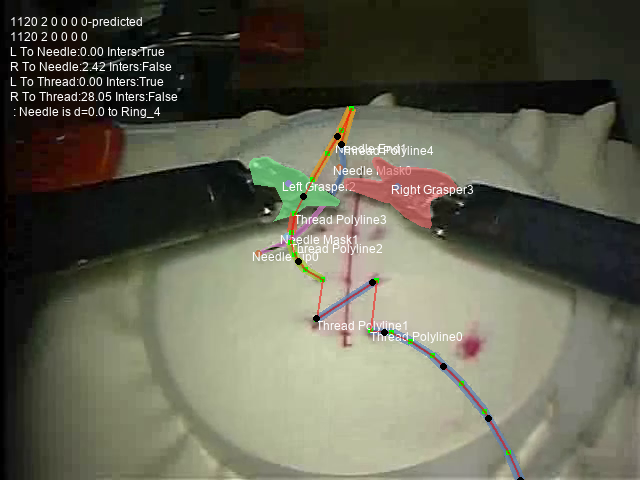 1120 2 0 0 0 0-predicted
1120 2 0 0 0 0
L To Needle:0.00 Inters:True
R To Needle:2.42 Inters:False
L To Thread:0.00 Inters:True
R To Thread:28.05 Inters:False
: Needle is d=0.0 to Ring_4
Needle End1
Thread Polyline4
Needle Mask0
Left Grasper2
Right Grasper3
Thread Polyline3
Needle Mask1
Thread Polyline2
Needle Tip0
Thread Polyline1
Thread Polyline0